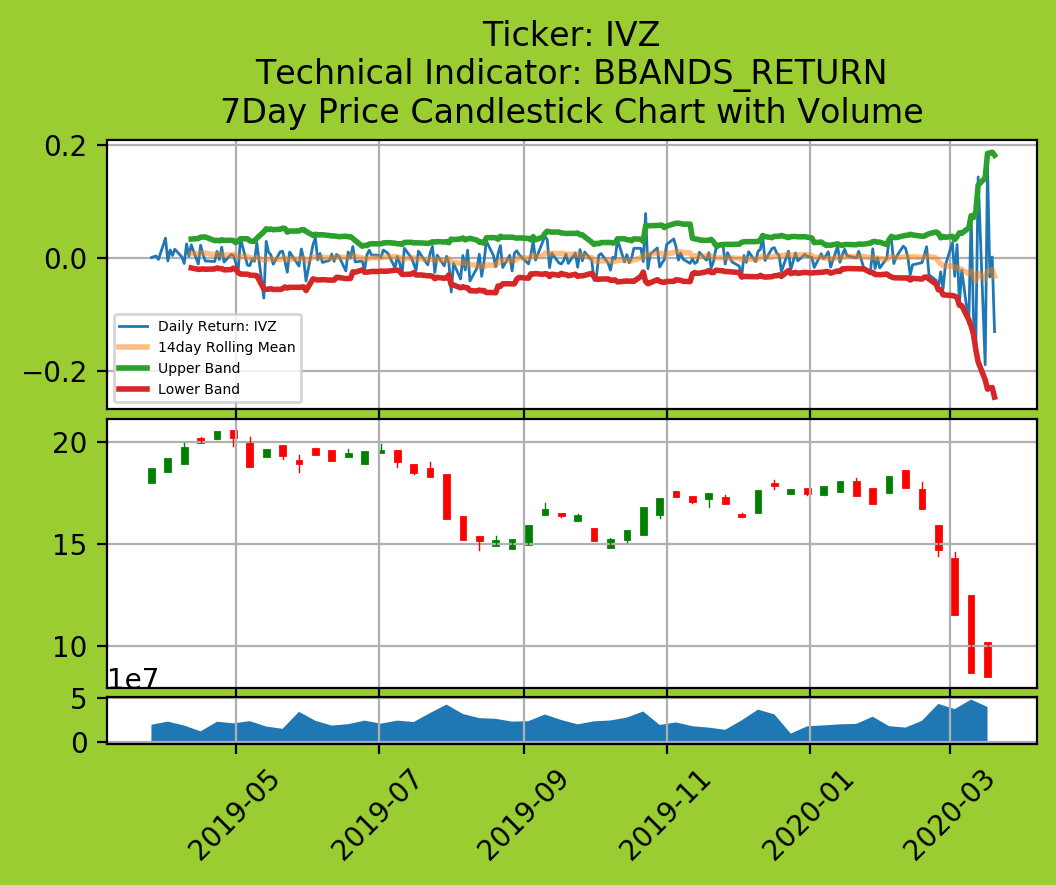 Ticker: IVZ
Technical Indicator: BBANDS_RETURN
7Day Price Candlestick Chart with Volume
0.2
0.0
−0.2
Daily Return: IVZ
14day Rolling Mean
Upper Band
Lower Band
20
15
10
1e7
5
0
2019-05
2019-07
2019-09
2019-11
2020-01
2020-03